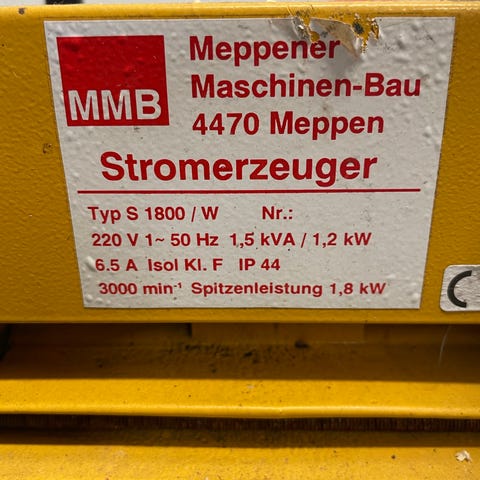 MMB
Meppener
Maschinen-Bau
4470 Meppen
Stromerzeuger
Typ S 1800 / W Nr.:
220 V 1~ 50 Hz 1,5 kVA / 1,2 kW
6.5 A Isol Kl. F IP 44
3000 min⁻¹ Spitzenleistung 1,8 kW